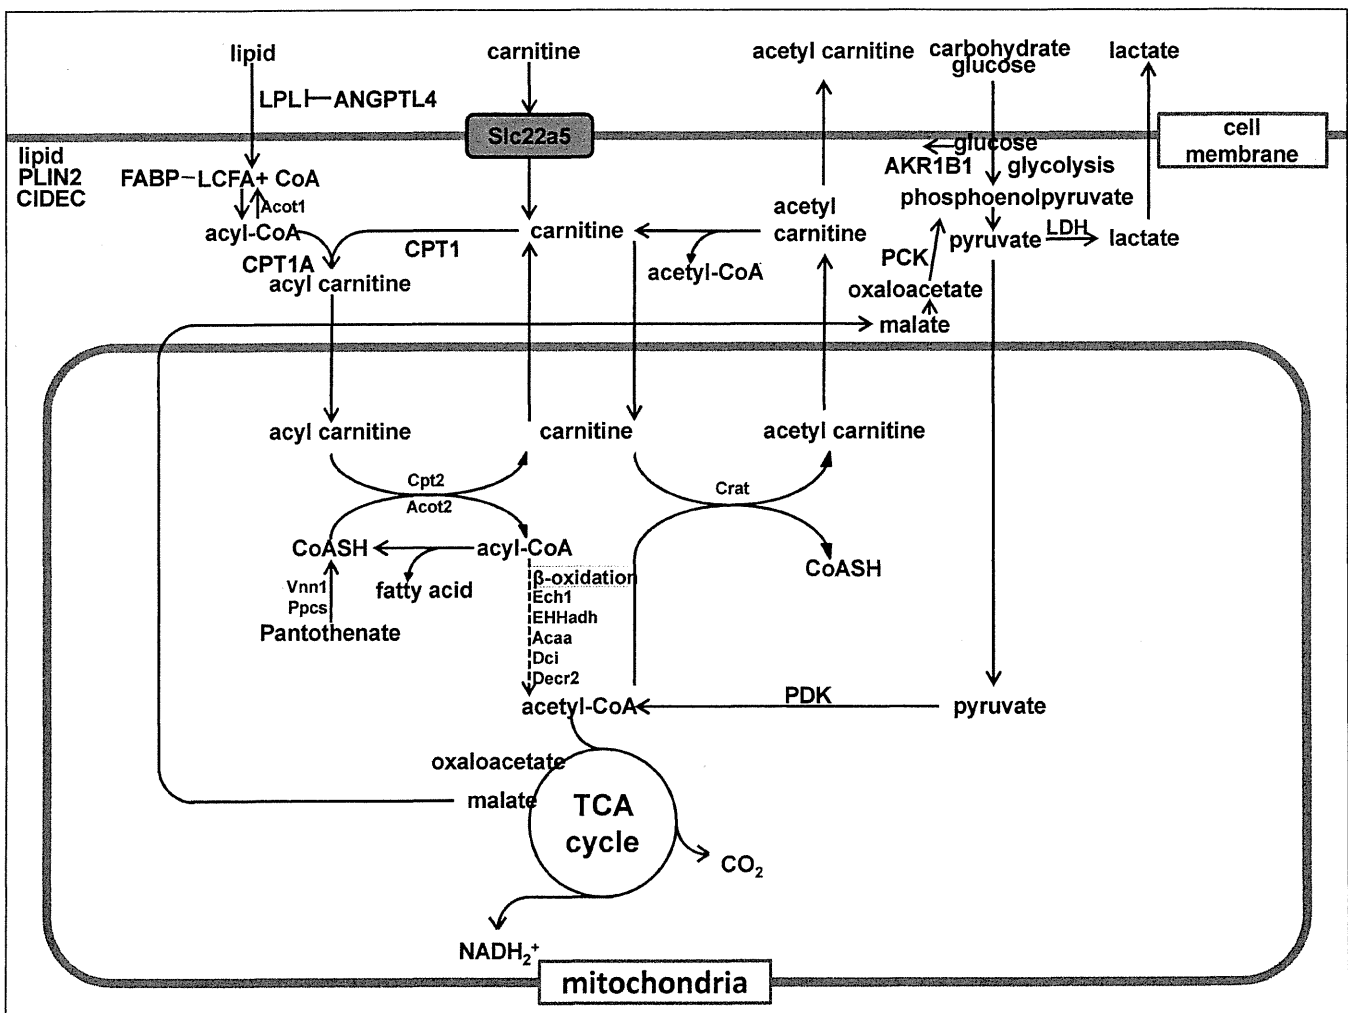 lipid
carnitine
acetyl carnitine
carbohydrate
glucose
lactate
LPL
ANGPTL4
Slc22a5
cell
membrane
lipid
PLIN2
CIDEC
FABP
LCFA+ CoA
Acot1
acyl-CoA
CPT1A
acyl carnitine
CPT1
carnitine
acetyl
carnitine
acetyl-CoA
glucose
AKR1B1
glycolysis
phosphoenolpyruvate
pyruvate
LDH
lactate
PCK
oxaloacetate
malate
acyl carnitine
carnitine
acetyl carnitine
Cpt2
Acot2
Crat
CoASH
acyl-CoA
CoASH
fatty acid
Vnn1
Ppcs
Pantothenate
β-oxidation
Ech1
EHHadh
Acaa
Dci
Decr2
acetyl-CoA
PDK
pyruvate
oxaloacetate
malate
TCA
cycle
CO₂
NADH₂⁺
mitochondria